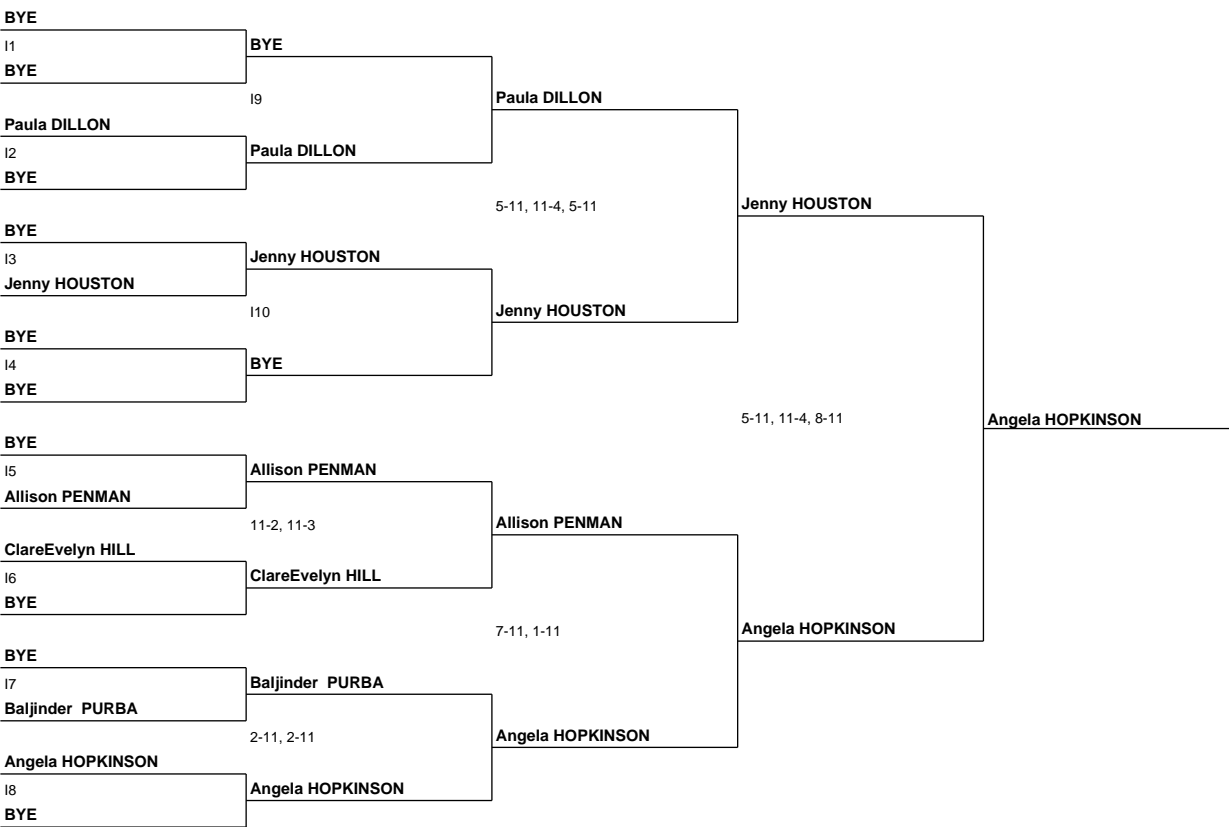 BYE
I1
BYE
BYE
I9
Paula DILLON
Paula DILLON
I2
BYE
Paula DILLON
5-11, 11-4, 5-11
Jenny HOUSTON
BYE
I3
Jenny HOUSTON
Jenny HOUSTON
I10
Jenny HOUSTON
BYE
I4
BYE
BYE
5-11, 11-4, 8-11
Angela HOPKINSON
BYE
I5
Allison PENMAN
Allison PENMAN
11-2, 11-3
Allison PENMAN
ClareEvelyn HILL
I6
BYE
ClareEvelyn HILL
7-11, 1-11
Angela HOPKINSON
BYE
I7
Baljinder  PURBA
Baljinder  PURBA
2-11, 2-11
Angela HOPKINSON
Angela HOPKINSON
I8
BYE
Angela HOPKINSON